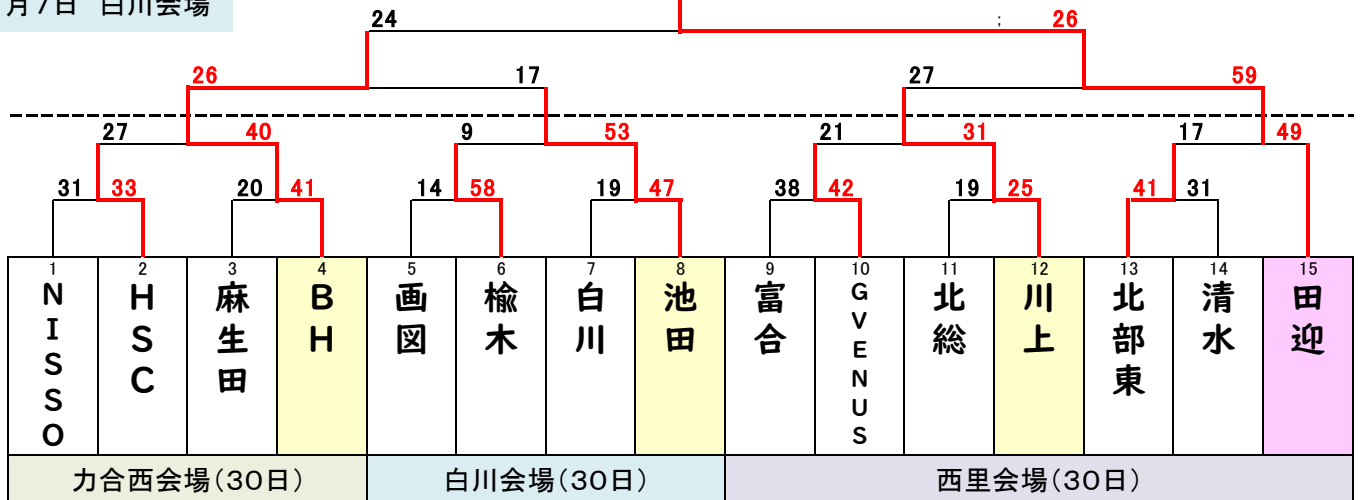 月7日 白川会場
24 ; 26
26 17 27 59
27 40 9 53 21 31 17 49
31 33 20 41 14 58 19 47 38 42 19 25 41 31
1 2 3 4 5 6 7 8 9 10 11 12 13 14 15
NISSO
HSC
麻生田
BH
画図
楡木
白川
池田
富合
GVENUS
北総
川上
北部東
清水
田迎
力合西会場(30日)
白川会場(30日)
西里会場(30日)